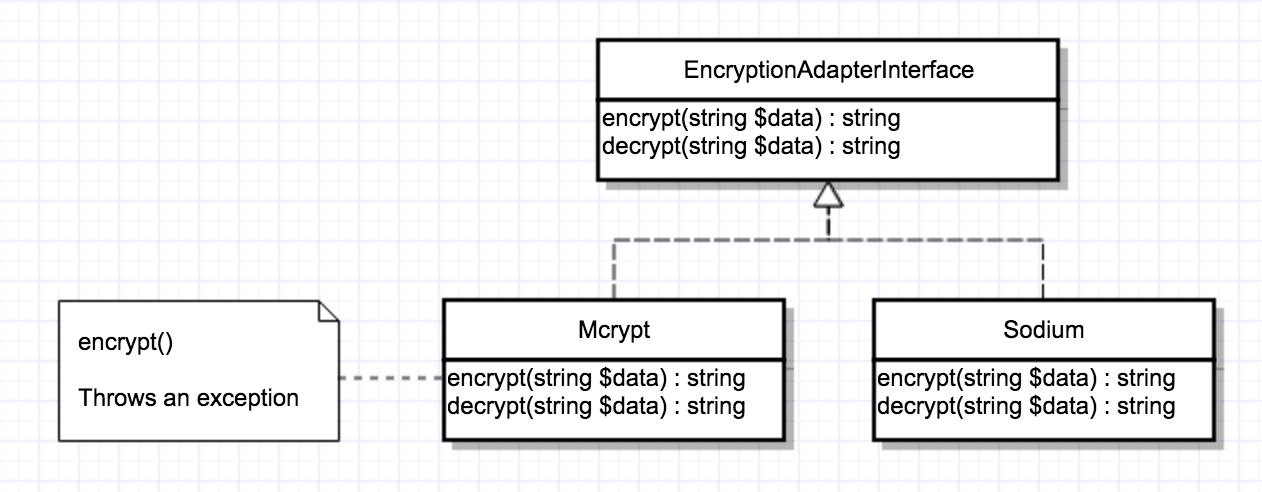 EncryptionAdapterInterface
encrypt(string $data) : string
decrypt(string $data) : string
encrypt()
Throws an exception
Mcrypt
encrypt(string $data) : string
decrypt(string $data) : string
Sodium
encrypt(string $data) : string
decrypt(string $data) : string